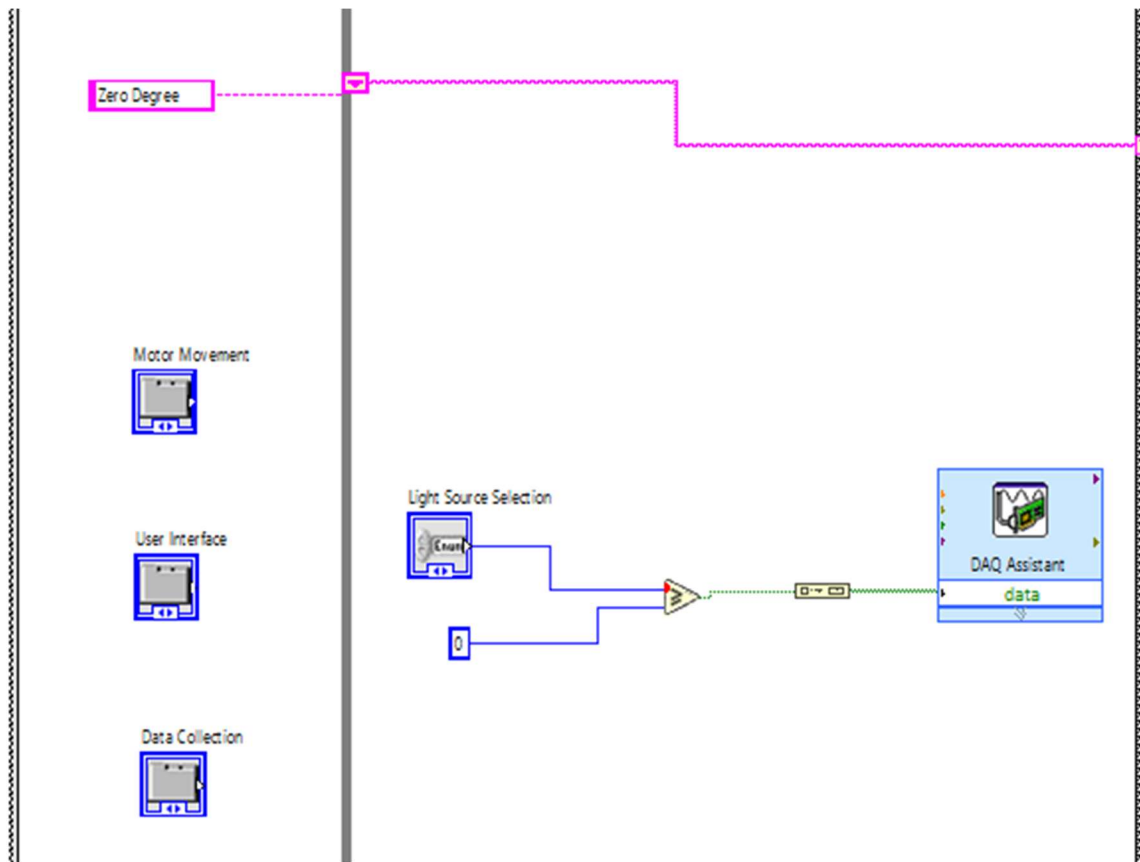 Zero Degree
Motor Movement
Light Source Selection
Enum
User Interface
0
DAQ Assistant
data
Data Collection